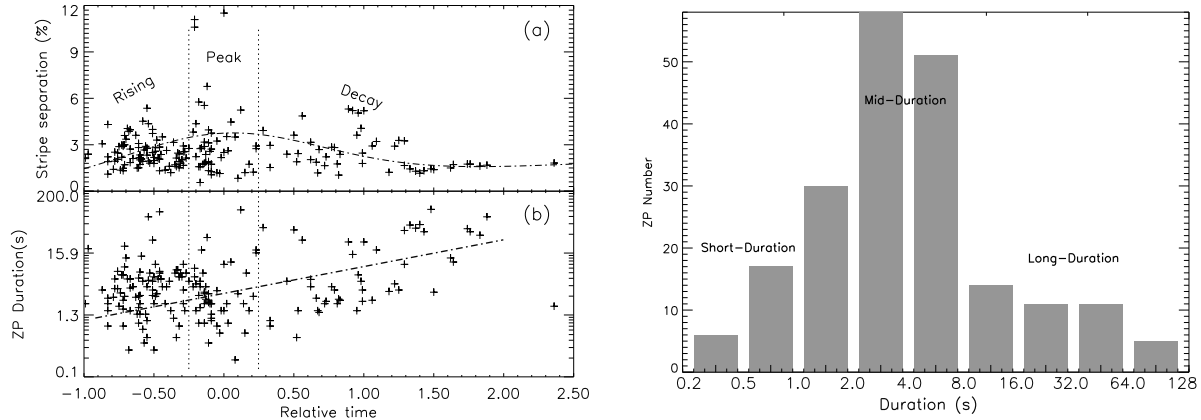 12
9
6
3
0
Stripe separation (%)
(a)
Rising
Peak
Decay
200.0
15.9
1.3
0.1
ZP Duration(s)
(b)
-1.00 -0.50 0.00 0.50 1.00 1.50 2.00 2.50
Relative time
50
40
30
20
10
0
ZP Number
Mid-Duration
Short-Duration
Long-Duration
0.2 0.5 1.0 2.0 4.0 8.0 16.0 32.0 64.0 128
Duration (s)